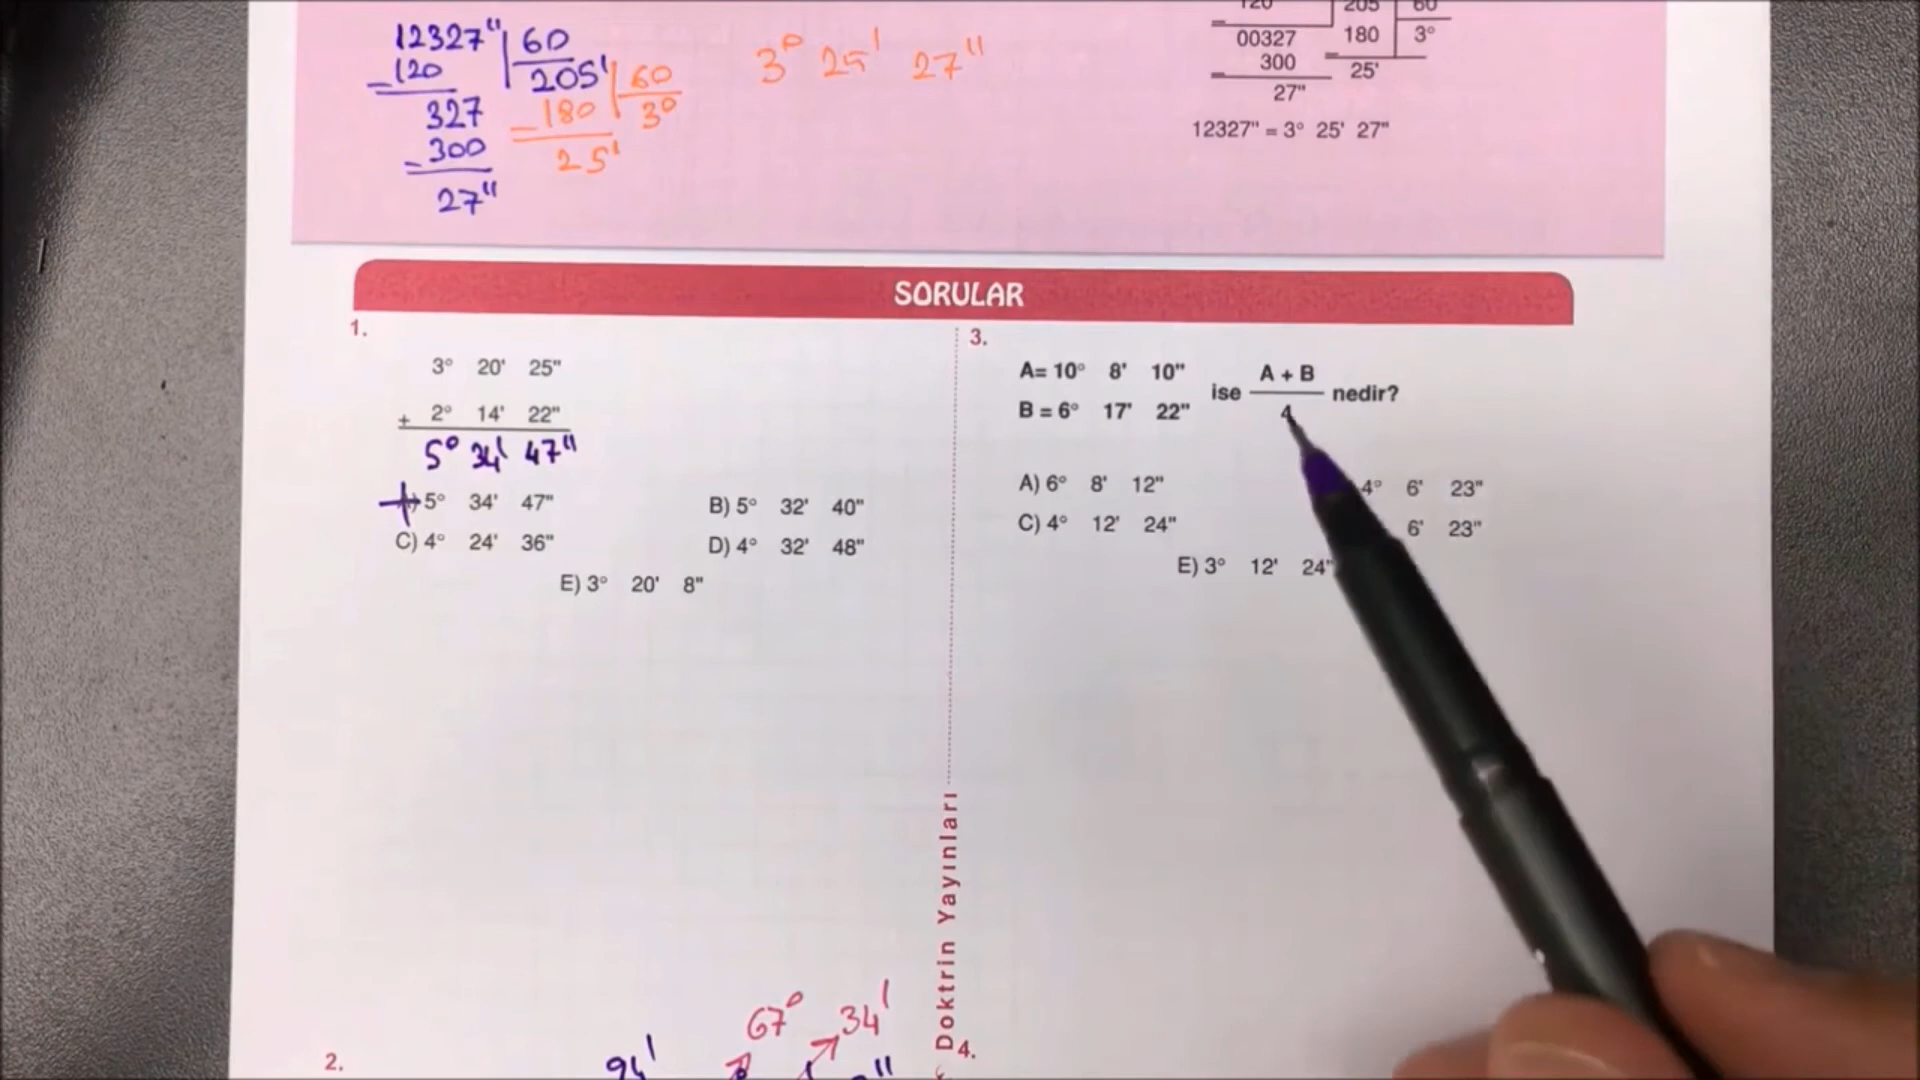 12327" 60
- 120 205' 60
327 - 180 3°
- 300 25'
27"
3° 25' 27"
205 60
00327 180 3°
300 25'
27"
12327" = 3° 25' 27"
SORULAR
1.
3° 20' 25"
+ 2° 14' 22"
5° 34' 47"
5° 34' 47" B) 5° 32' 40"
C) 4° 24' 36" D) 4° 32' 48"
E) 3° 20' 8"
2.
94' 67° 34'
3.
A= 10° 8' 10"
B = 6° 17' 22"
ise A + B / 4 nedir?
A) 6° 8' 12" 4° 6' 23"
C) 4° 12' 24" 6' 23"
E) 3° 12' 24"
Doktrin Yayınları
4.